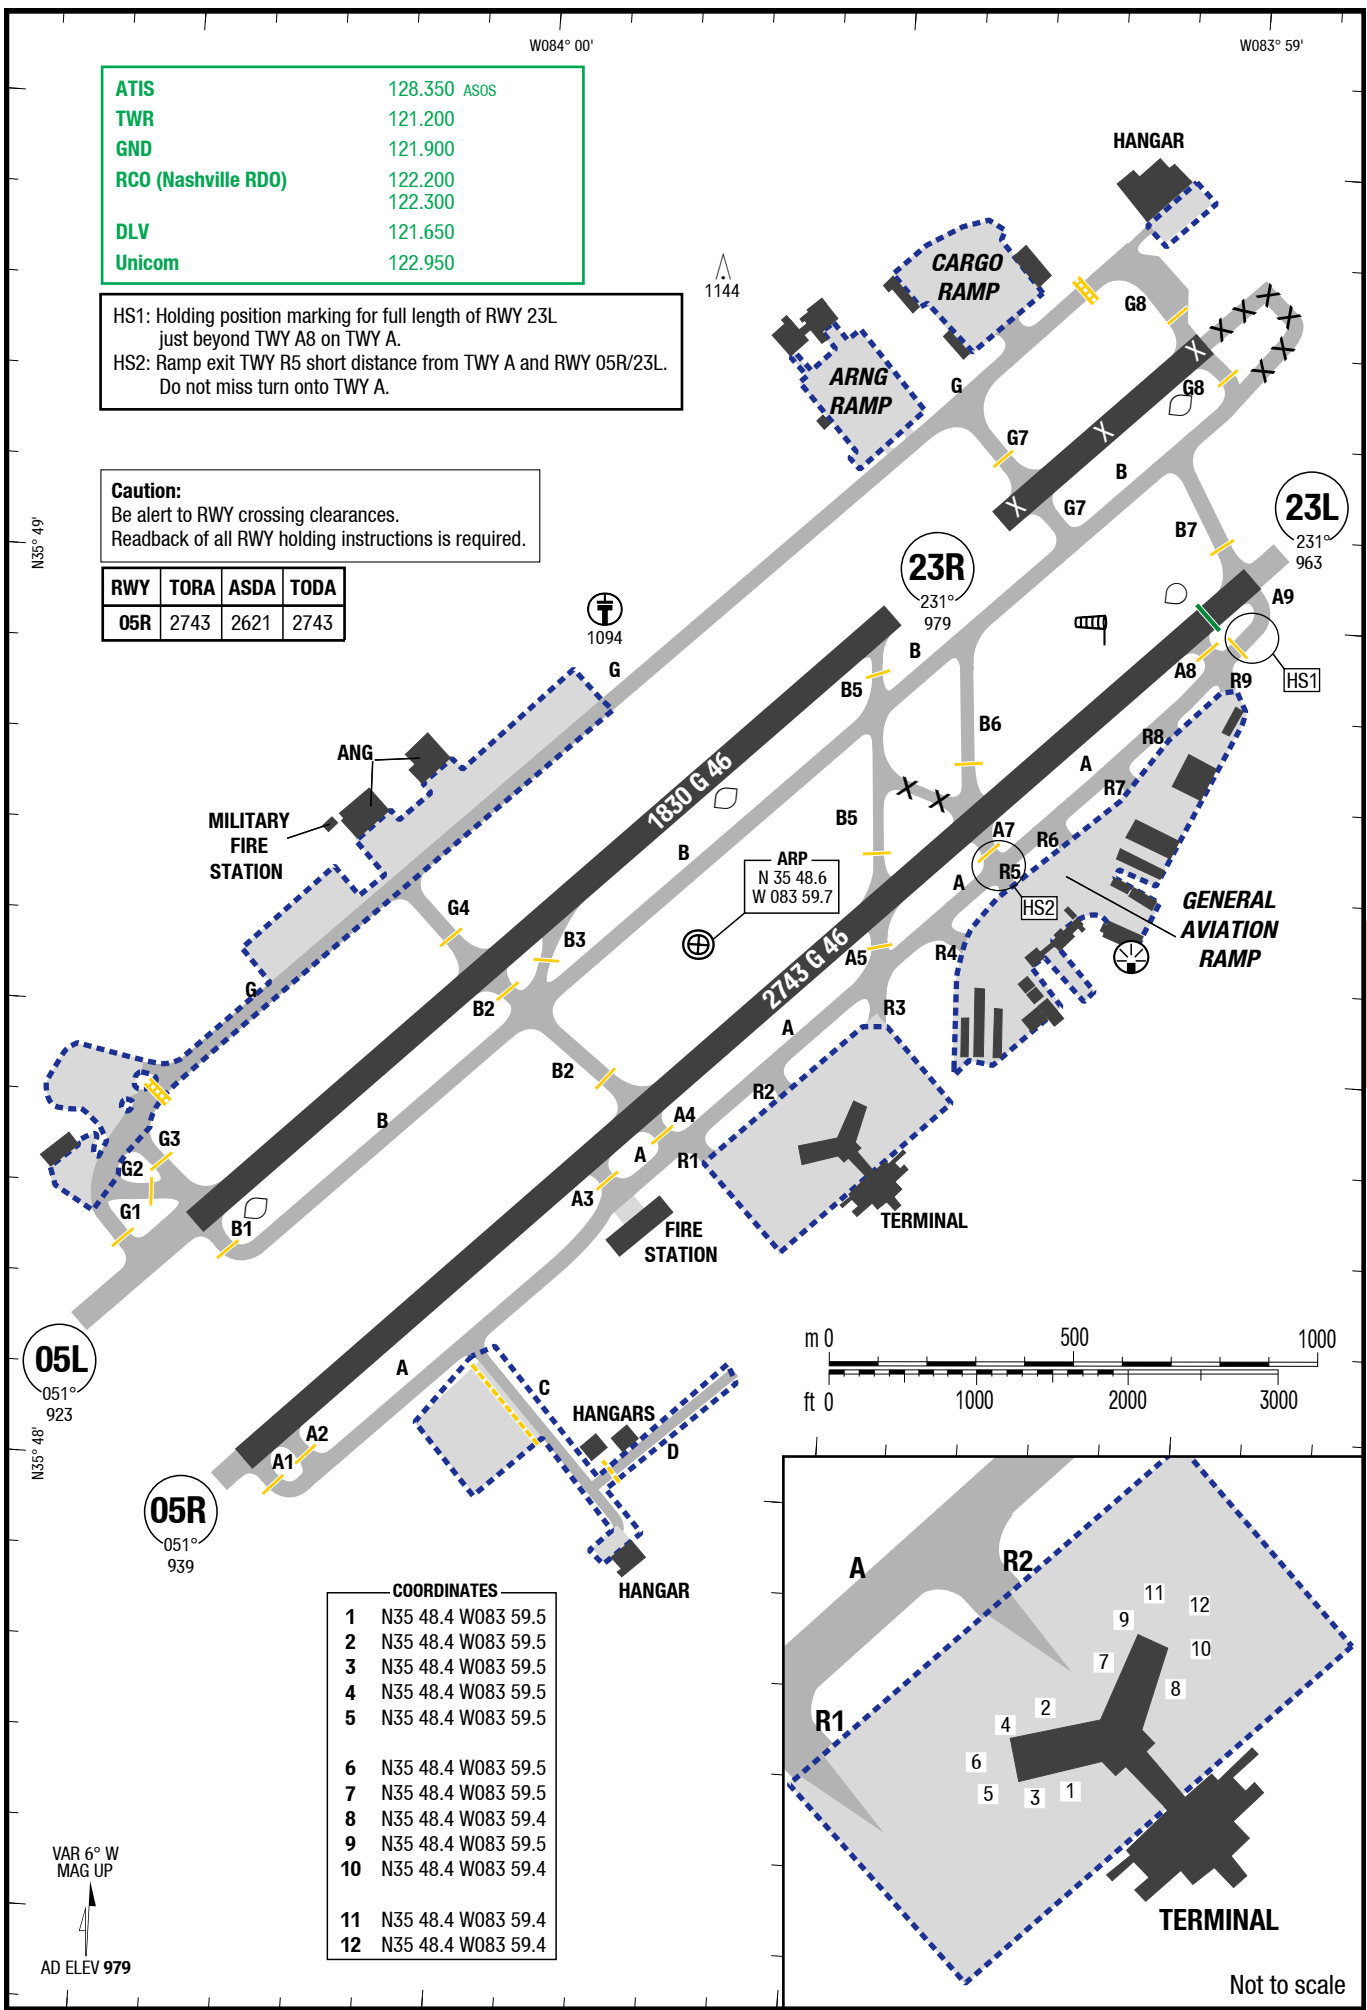 W084° 00'
W083° 59'
ATIS 128.350 ASOS
TWR 121.200
GND 121.900
RCO (Nashville RDO) 122.200
122.300
DLV 121.650
Unicom 122.950
HS1: Holding position marking for full length of RWY 23L
just beyond TWY A8 on TWY A.
HS2: Ramp exit TWY R5 short distance from TWY A and RWY 05R/23L.
Do not miss turn onto TWY A.
Caution:
Be alert to RWY crossing clearances.
Readback of all RWY holding instructions is required.
RWY TORA ASDA TODA
05R 2743 2621 2743
N35° 49'
1144
HANGAR
CARGO
RAMP
ARNG
RAMP
G8
G8
G
G7
G7
B
B7
23L
231°
963
23R
231°
979
A9
HS1
A8
R9
1094
G
B
B5
B6
R8
A
R7
ANG
MILITARY
FIRE
STATION
1830 G 46
B
B5
A7
R6
R5
A
HS2
ARP
N 35 48.6
W 083 59.7
GENERAL
AVIATION
RAMP
G4
B3
A5
R4
2743 G 46
G
B2
R3
A
B2
R2
A4
B
A
R1
A3
G3
G2
G1
B1
TERMINAL
FIRE
STATION
05L
051°
923
A
C
HANGARS
D
m 0 500 1000
ft 0 1000 2000 3000
N35° 48'
A2
A1
05R
051°
939
HANGAR
COORDINATES
1 N35 48.4 W083 59.5
2 N35 48.4 W083 59.5
3 N35 48.4 W083 59.5
4 N35 48.4 W083 59.5
5 N35 48.4 W083 59.5
6 N35 48.4 W083 59.5
7 N35 48.4 W083 59.5
8 N35 48.4 W083 59.4
9 N35 48.4 W083 59.5
10 N35 48.4 W083 59.4
11 N35 48.4 W083 59.4
12 N35 48.4 W083 59.4
VAR 6° W
MAG UP
AD ELEV 979
A
R2
R1
11
12
9
10
7
8
2
4
6
5
3
1
TERMINAL
Not to scale